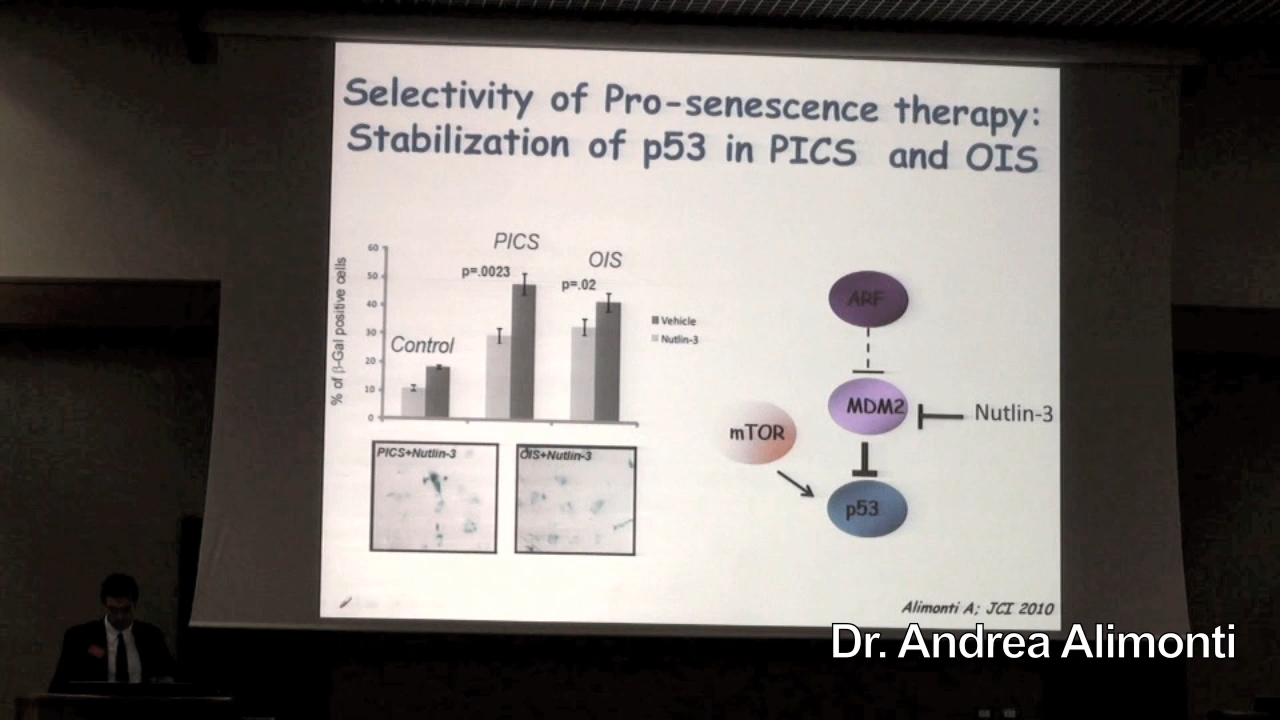 Selectivity of Pro-senescence therapy:
Stabilization of p53 in PICS and OIS
PICS
OIS
p=.0023
p=.02
Control
% of β-Gal positive cells
60
50
40
30
20
10
0
Vehicle
Nutlin-3
PICS+Nutlin-3
OIS+Nutlin-3
ARF
MDM2
Nutlin-3
mTOR
p53
Alimonti A; JCI 2010
Dr. Andrea Alimonti